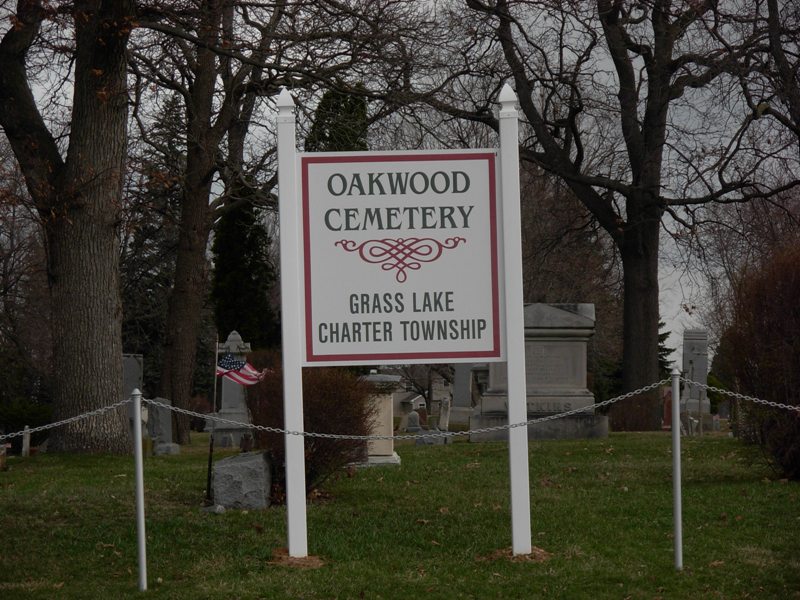 OAKWOOD
CEMETERY
GRASS LAKE
CHARTER TOWNSHIP